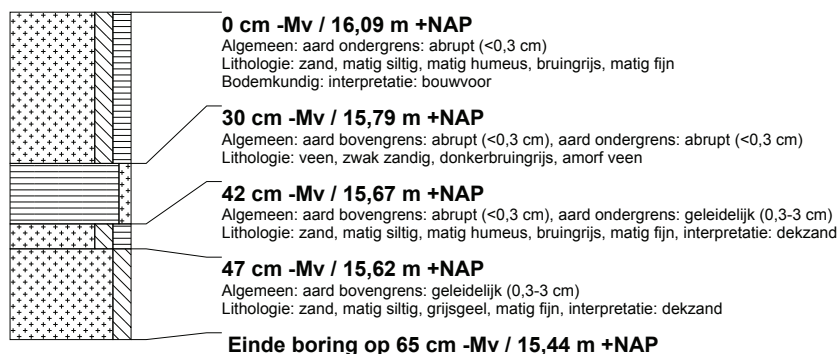 0 cm -Mv / 16,09 m +NAP
Algemeen: aard ondergrens: abrupt (<0,3 cm)
Lithologie: zand, matig siltig, matig humeus, bruingrijs, matig fijn
Bodemkundig: interpretatie: bouwvoor
30 cm -Mv / 15,79 m +NAP
Algemeen: aard bovengrens: abrupt (<0,3 cm), aard ondergrens: abrupt (<0,3 cm)
Lithologie: veen, zwak zandig, donkerbruingrijs, amorf veen
42 cm -Mv / 15,67 m +NAP
Algemeen: aard bovengrens: abrupt (<0,3 cm), aard ondergrens: geleidelijk (0,3-3 cm)
Lithologie: zand, matig siltig, matig humeus, bruingrijs, matig fijn, interpretatie: dekzand
47 cm -Mv / 15,62 m +NAP
Algemeen: aard bovengrens: geleidelijk (0,3-3 cm)
Lithologie: zand, matig siltig, grijsgeel, matig fijn, interpretatie: dekzand
Einde boring op 65 cm -Mv / 15,44 m +NAP